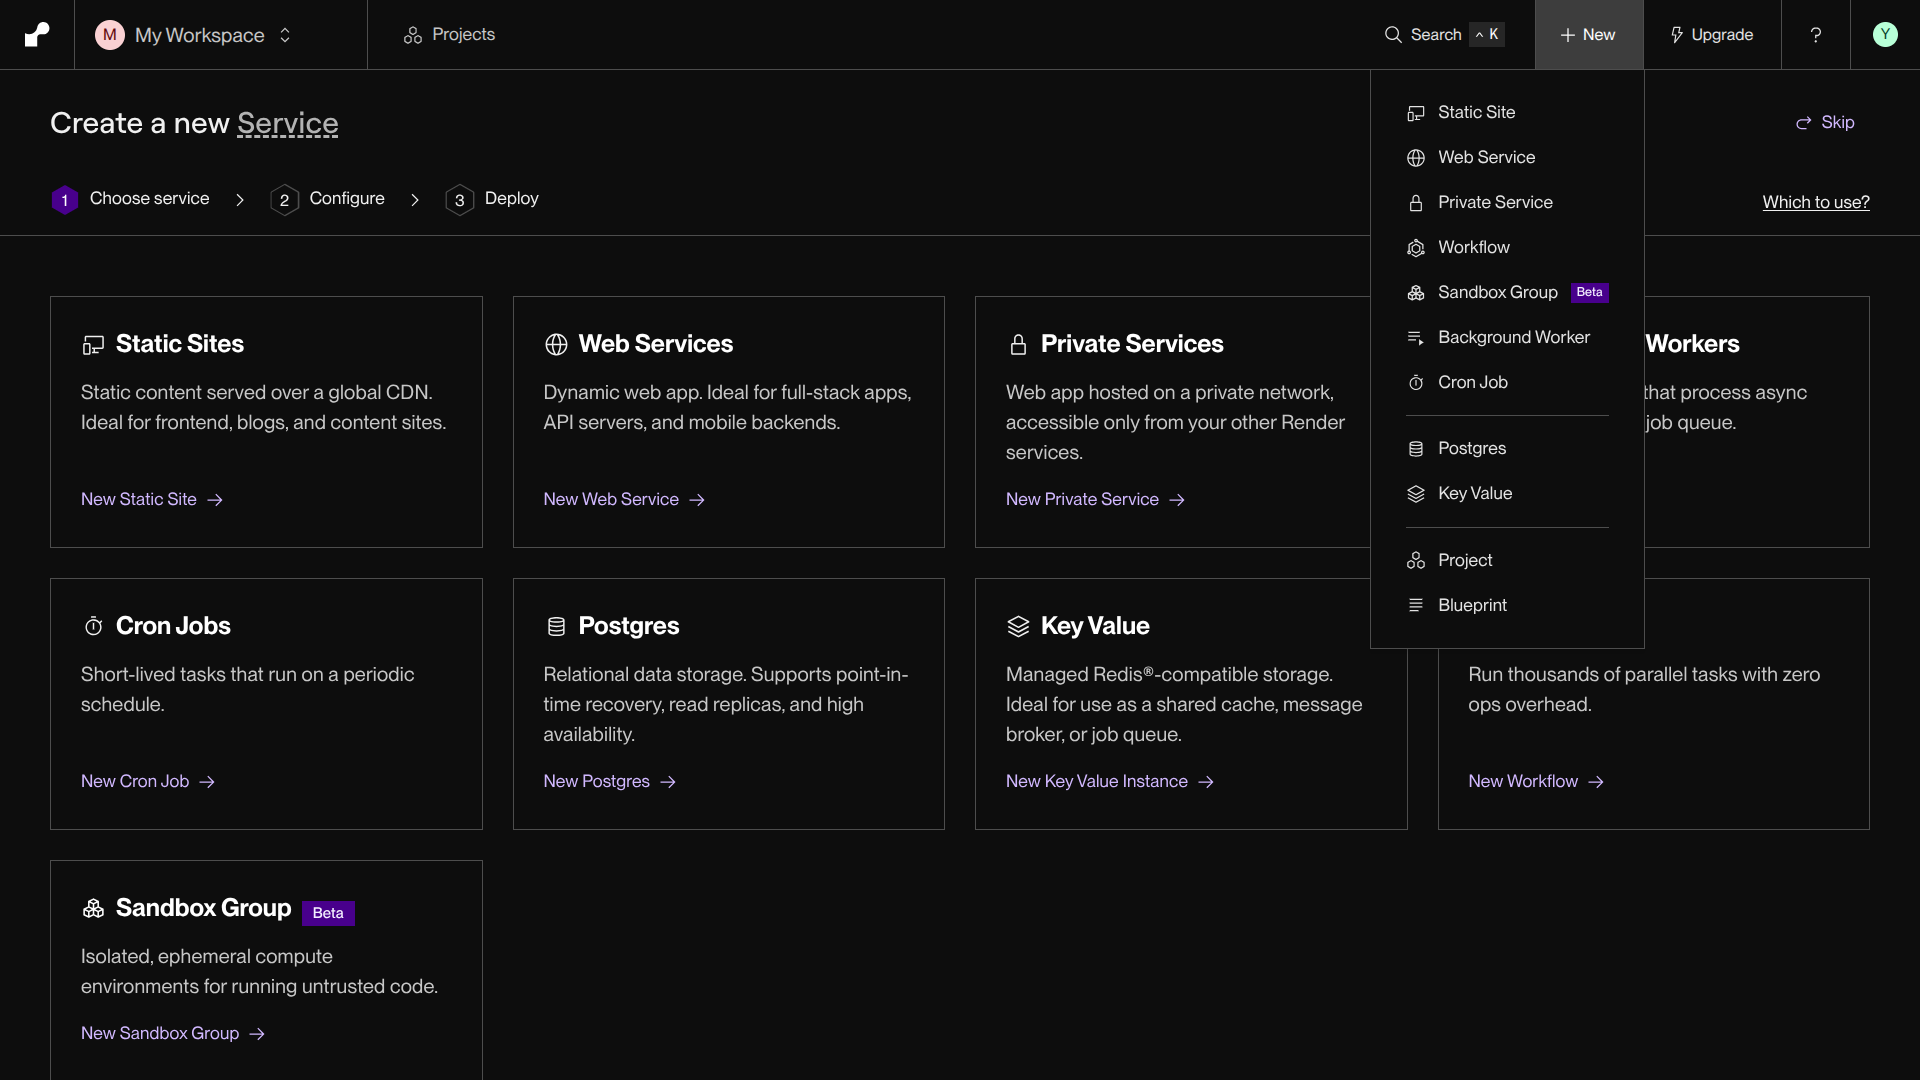 M My Workspace
Projects
Search ^ K
+ New
Upgrade
?
Y
Create a new Service
Skip
1 Choose service > 2 Configure > 3 Deploy
Which to use?
Static Site
Web Service
Private Service
Workflow
Sandbox Group Beta
Background Worker
Cron Job
Postgres
Key Value
Project
Blueprint
Static Sites
Static content served over a global CDN.
Ideal for frontend, blogs, and content sites.
New Static Site →
Web Services
Dynamic web app. Ideal for full-stack apps,
API servers, and mobile backends.
New Web Service →
Private Services
Web app hosted on a private network,
accessible only from your other Render
services.
New Private Service →
Workers
that process async
job queue.
Cron Jobs
Short-lived tasks that run on a periodic
schedule.
New Cron Job →
Postgres
Relational data storage. Supports point-in-
time recovery, read replicas, and high
availability.
New Postgres →
Key Value
Managed Redis®-compatible storage.
Ideal for use as a shared cache, message
broker, or job queue.
New Key Value Instance →
Run thousands of parallel tasks with zero
ops overhead.
New Workflow →
Sandbox Group Beta
Isolated, ephemeral compute
environments for running untrusted code.
New Sandbox Group →